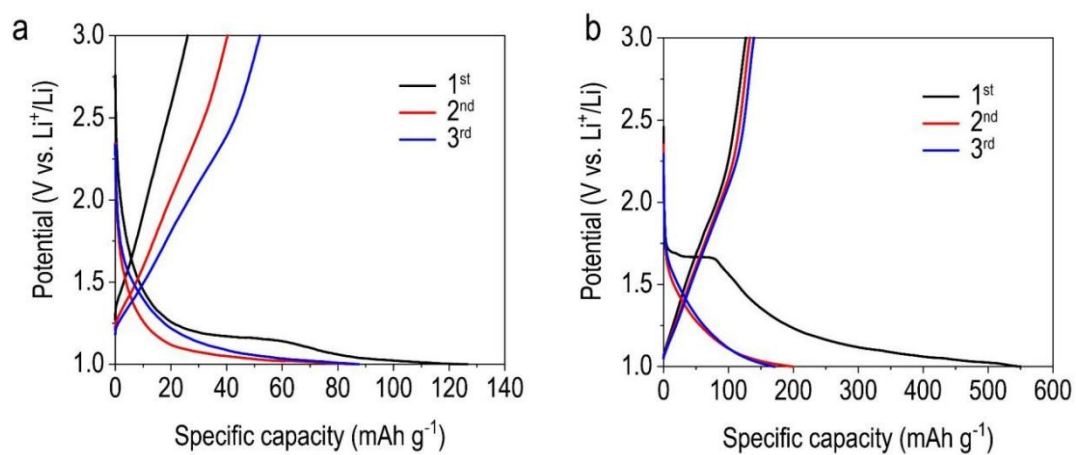 a
Potential (V vs. Li⁺/Li)
3.0
2.5
2.0
1.5
1.0
1st
2nd
3rd
0 20 40 60 80 100 120 140
Specific capacity (mAh g⁻¹)
b
Potential (V vs. Li⁺/Li)
3.0
2.5
2.0
1.5
1.0
1st
2nd
3rd
0 100 200 300 400 500 600
Specific capacity (mAh g⁻¹)